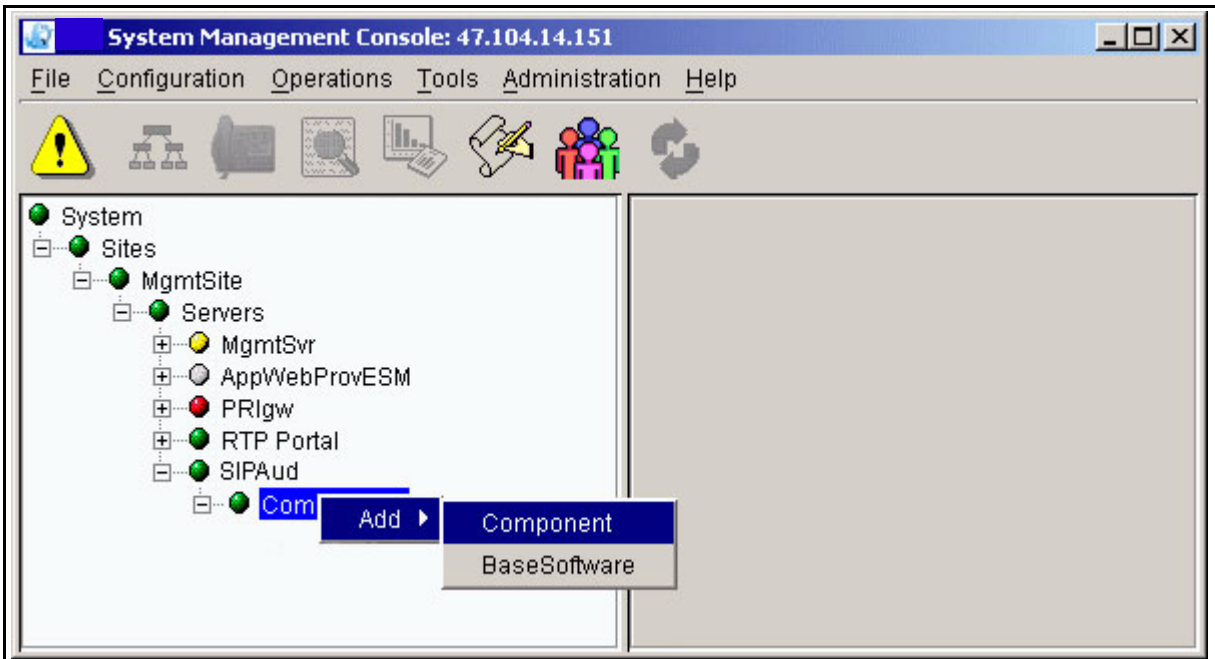 System Management Console: 47.104.14.151
File Configuration Operations Tools Administration Help
System
Sites
MgmtSite
Servers
MgmtSvr
AppWebProvESM
PRIgw
RTP Portal
SIPAud
Com
Add
Component
BaseSoftware